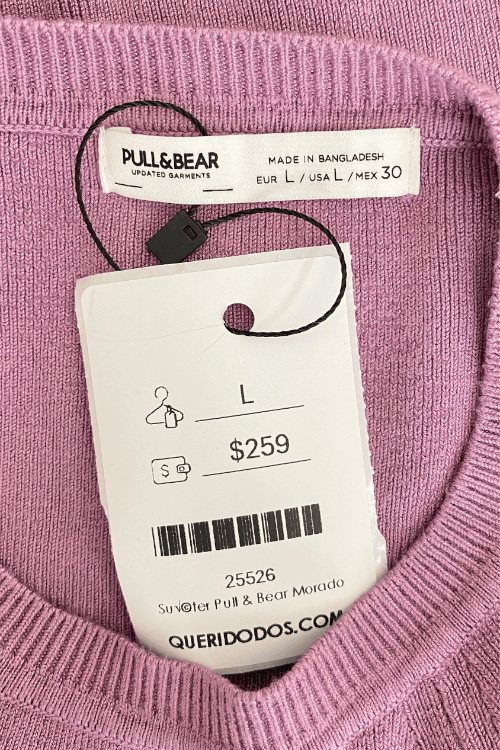 PULL&BEAR
UPDATED GARMENTS
MADE IN BANGLADESH
EUR L / USA L / MEX 30
L
$
$259
25526
Suv©ter Pull & Bear Morado
QUERIDODOS.COM